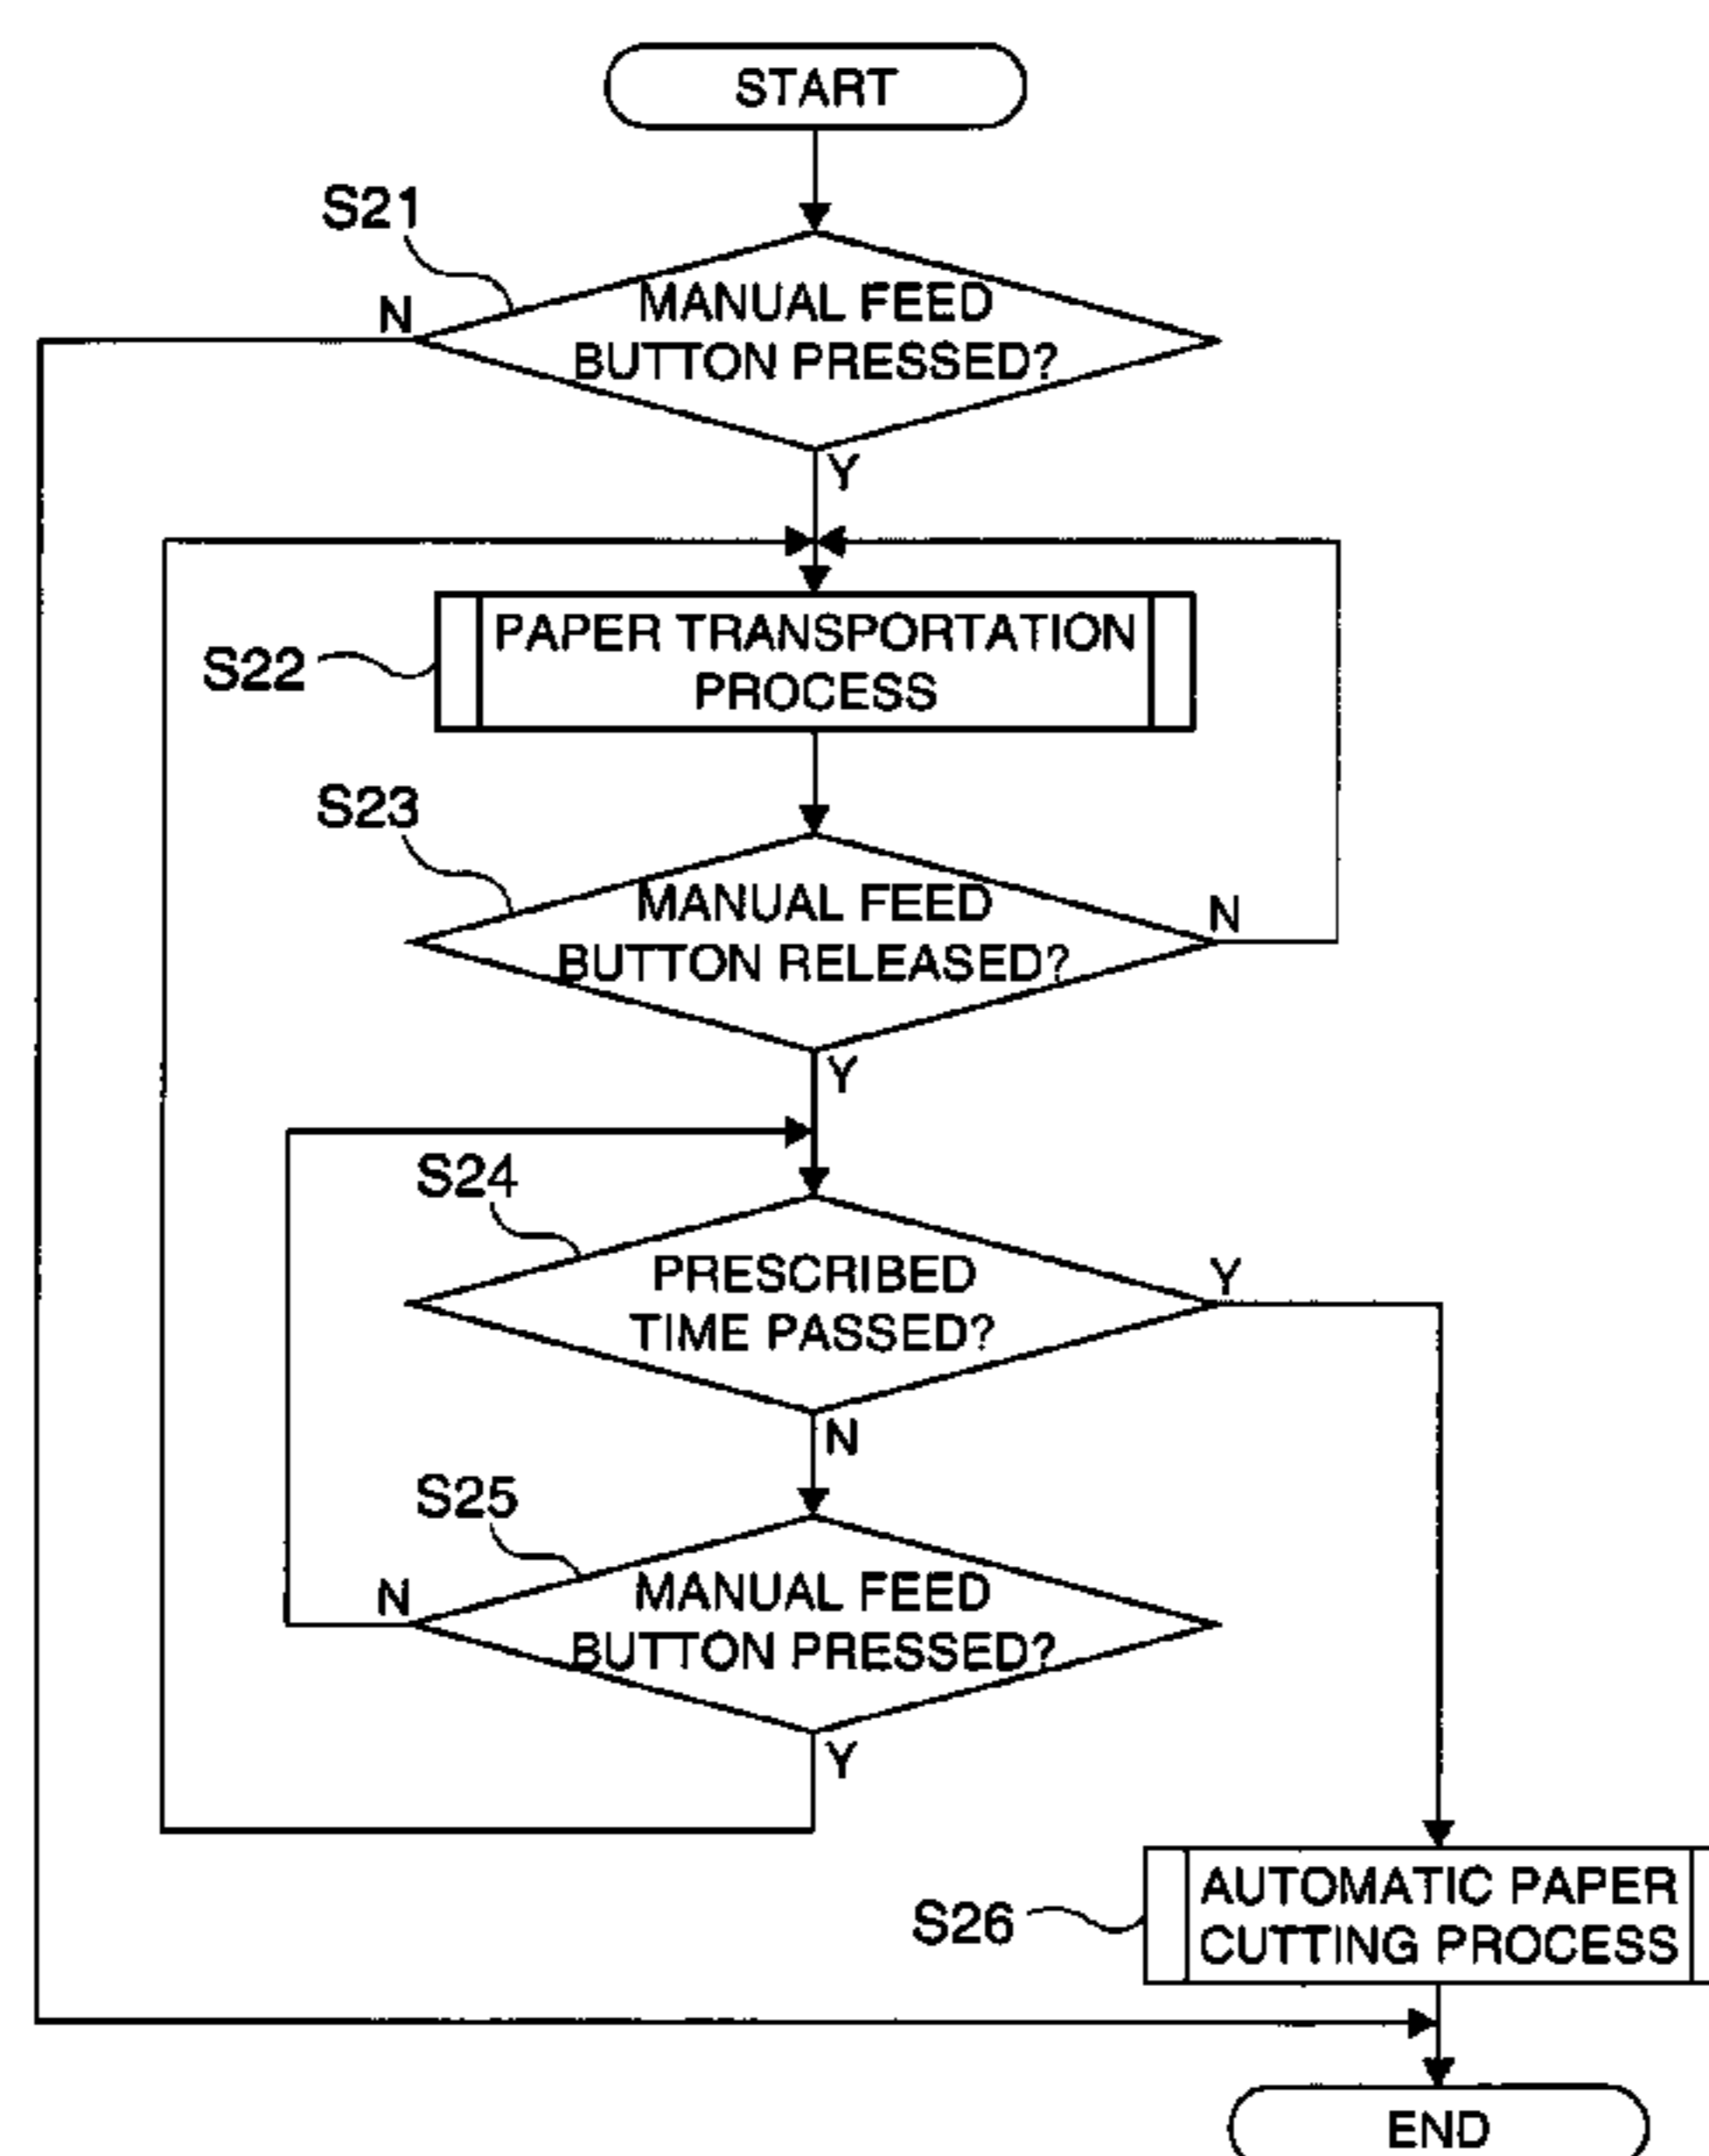 START
S21
N
MANUAL FEED
BUTTON PRESSED?
Y
PAPER TRANSPORTATION
PROCESS
S22
S23
MANUAL FEED
BUTTON RELEASED?
N
Y
S24
PRESCRIBED
TIME PASSED?
Y
N
S25
N
MANUAL FEED
BUTTON PRESSED?
Y
S26
AUTOMATIC PAPER
CUTTING PROCESS
END